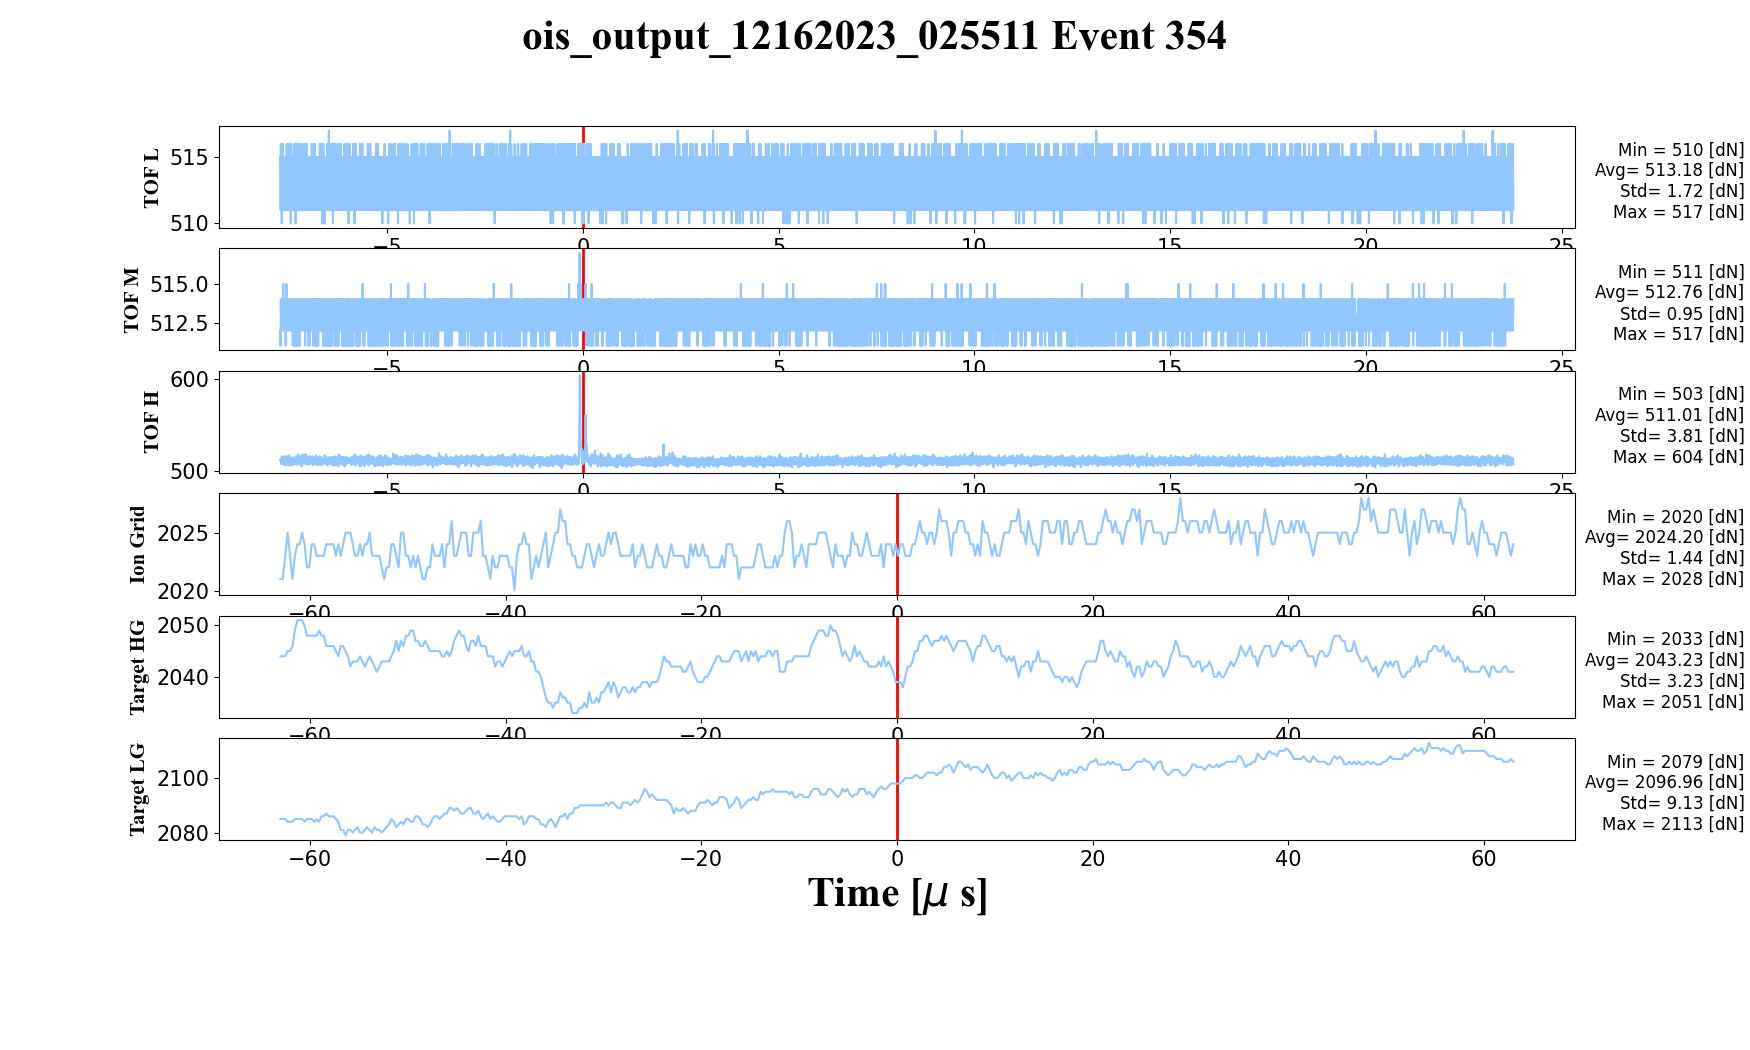 ois_output_12162023_025511 Event 354
TOF L
515
510
−5
0
5
10
15
20
25
Min = 510 [dN]
Avg= 513.18 [dN]
Std= 1.72 [dN]
Max = 517 [dN]
TOF M
515.0
512.5
−5
0
5
10
15
20
25
Min = 511 [dN]
Avg= 512.76 [dN]
Std= 0.95 [dN]
Max = 517 [dN]
TOF H
600
500
−5
0
5
10
15
20
25
Min = 503 [dN]
Avg= 511.01 [dN]
Std= 3.81 [dN]
Max = 604 [dN]
Ion Grid
2025
2020
−60
−40
−20
0
20
40
60
Min = 2020 [dN]
Avg= 2024.20 [dN]
Std= 1.44 [dN]
Max = 2028 [dN]
Target HG
2050
2040
−60
−40
−20
0
20
40
60
Min = 2033 [dN]
Avg= 2043.23 [dN]
Std= 3.23 [dN]
Max = 2051 [dN]
Target LG
2100
2080
−60
−40
−20
0
20
40
60
Min = 2079 [dN]
Avg= 2096.96 [dN]
Std= 9.13 [dN]
Max = 2113 [dN]
Time [μ s]